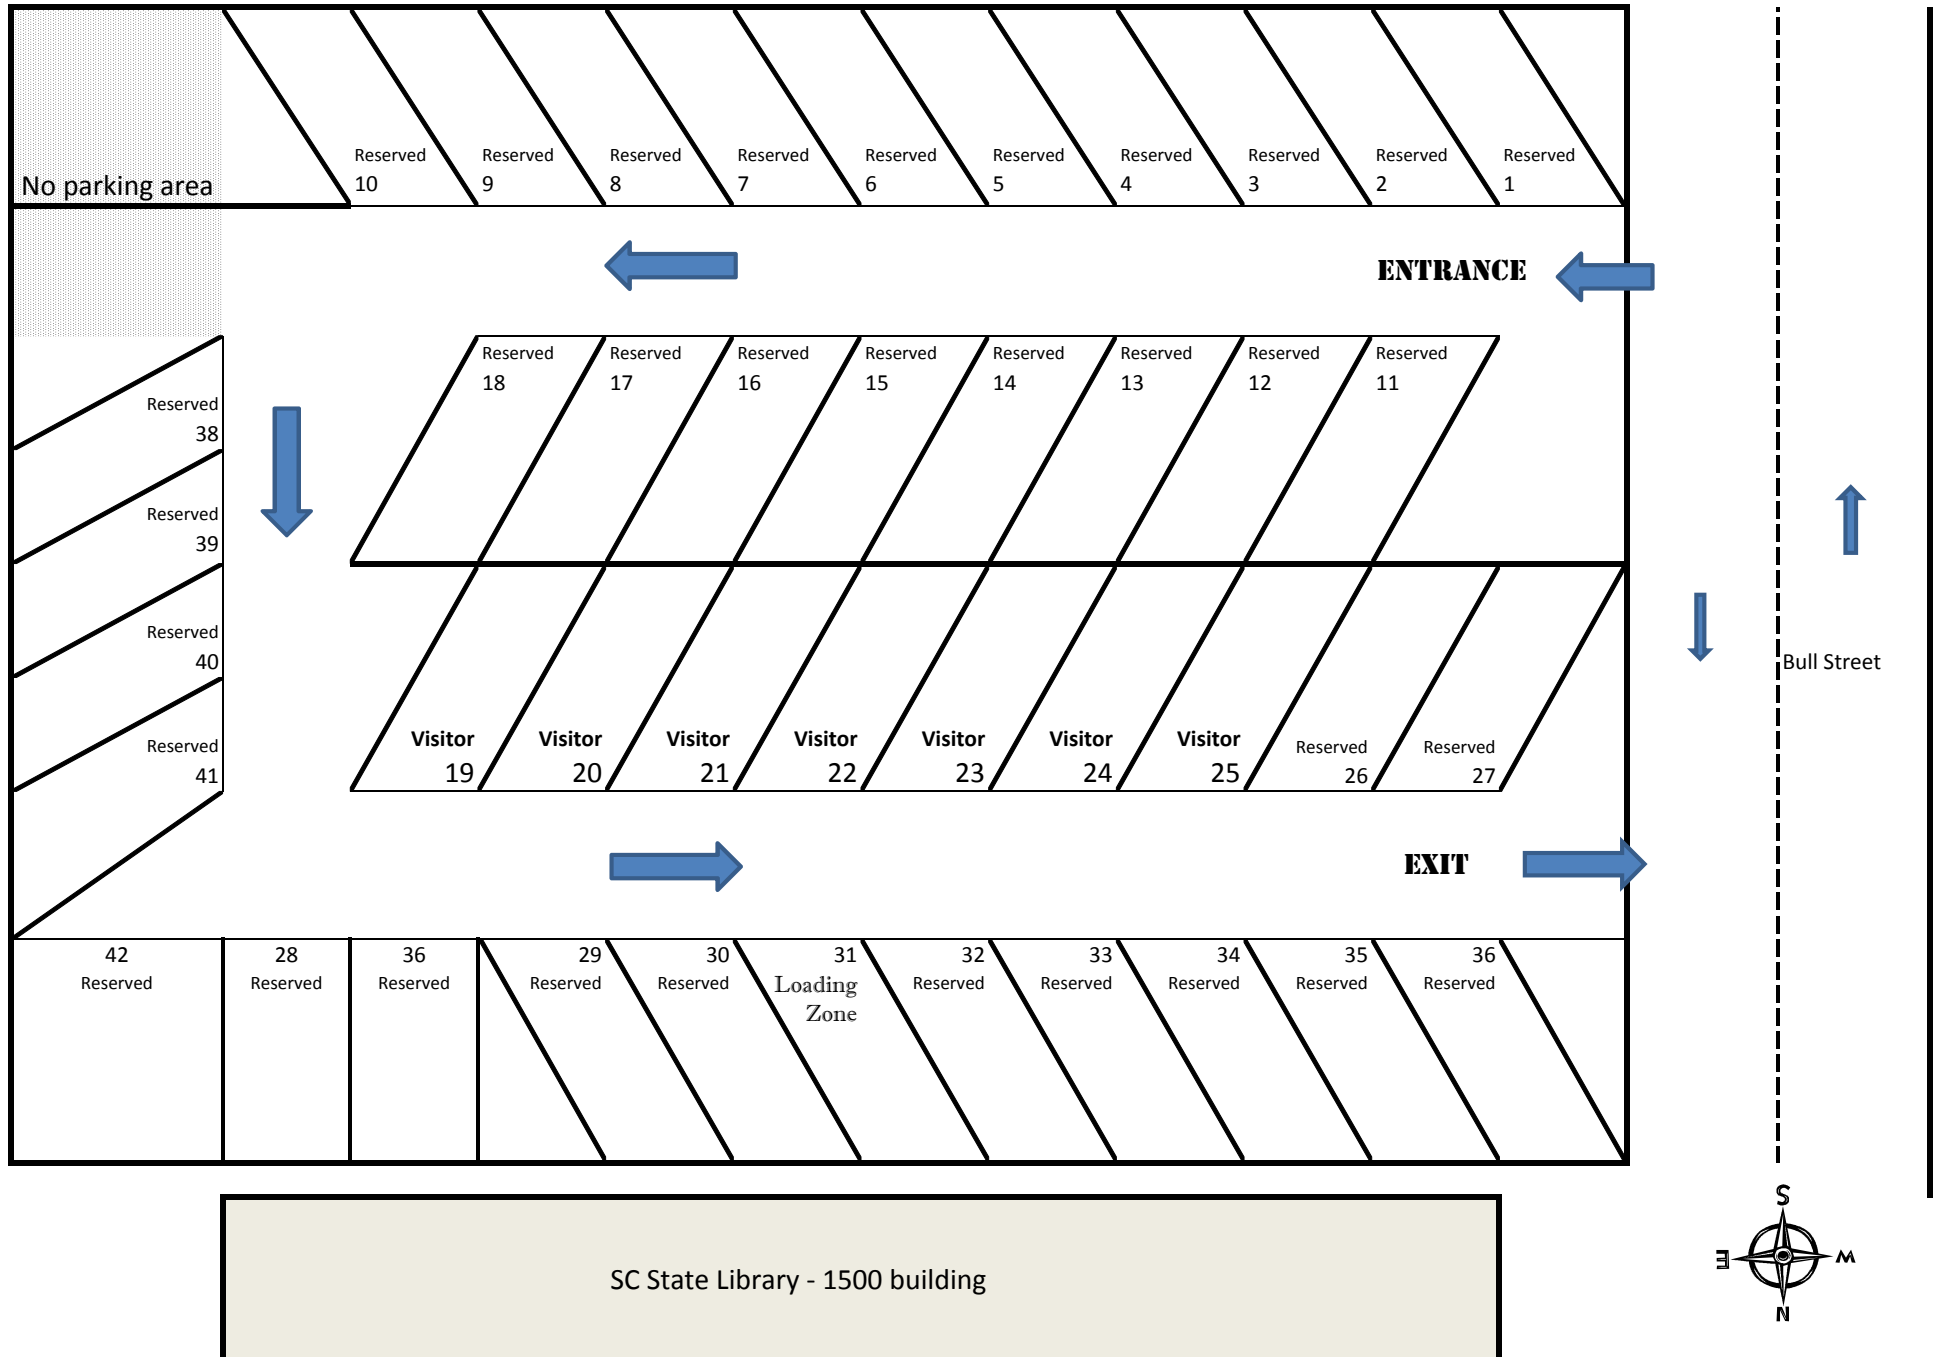 Reserved Reserved Reserved Reserved Reserved Reserved Reserved Reserved Reserved Reserved
No parking area 10 9 8 7 6 5 4 3 2 1
ENTRANCE
Reserved Reserved Reserved Reserved Reserved Reserved Reserved Reserved
18 17 16 15 14 13 12 11
Reserved
38
Reserved
39
Reserved
40
Bull Street
Visitor Visitor Visitor Visitor Visitor Visitor Visitor Reserved Reserved
19 20 21 22 23 24 25 26 27
Reserved
41
EXIT
42 28 36 29 30 31 32 33 34 35 36
Reserved Reserved Reserved Reserved Reserved Loading Reserved Reserved Reserved Reserved Reserved
Zone
S
E W
N
SC State Library - 1500 building